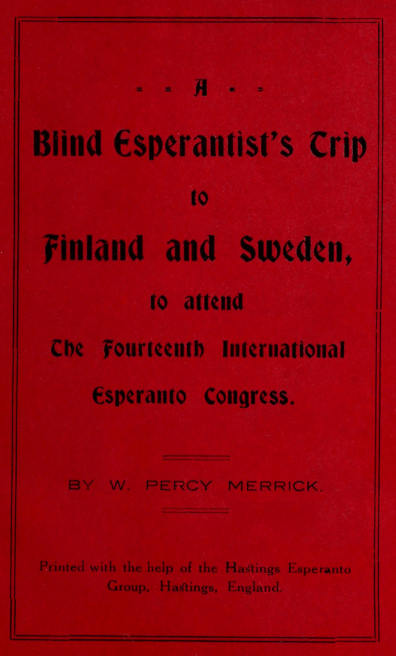 A
Blind Esperantist's Trip
to
Finland and Sweden,
to attend
The Fourteenth International
Esperanto Congress.
BY W. PERCY MERRICK.
Printed with the help of the Hastings Esperanto
Group, Hastings, England.